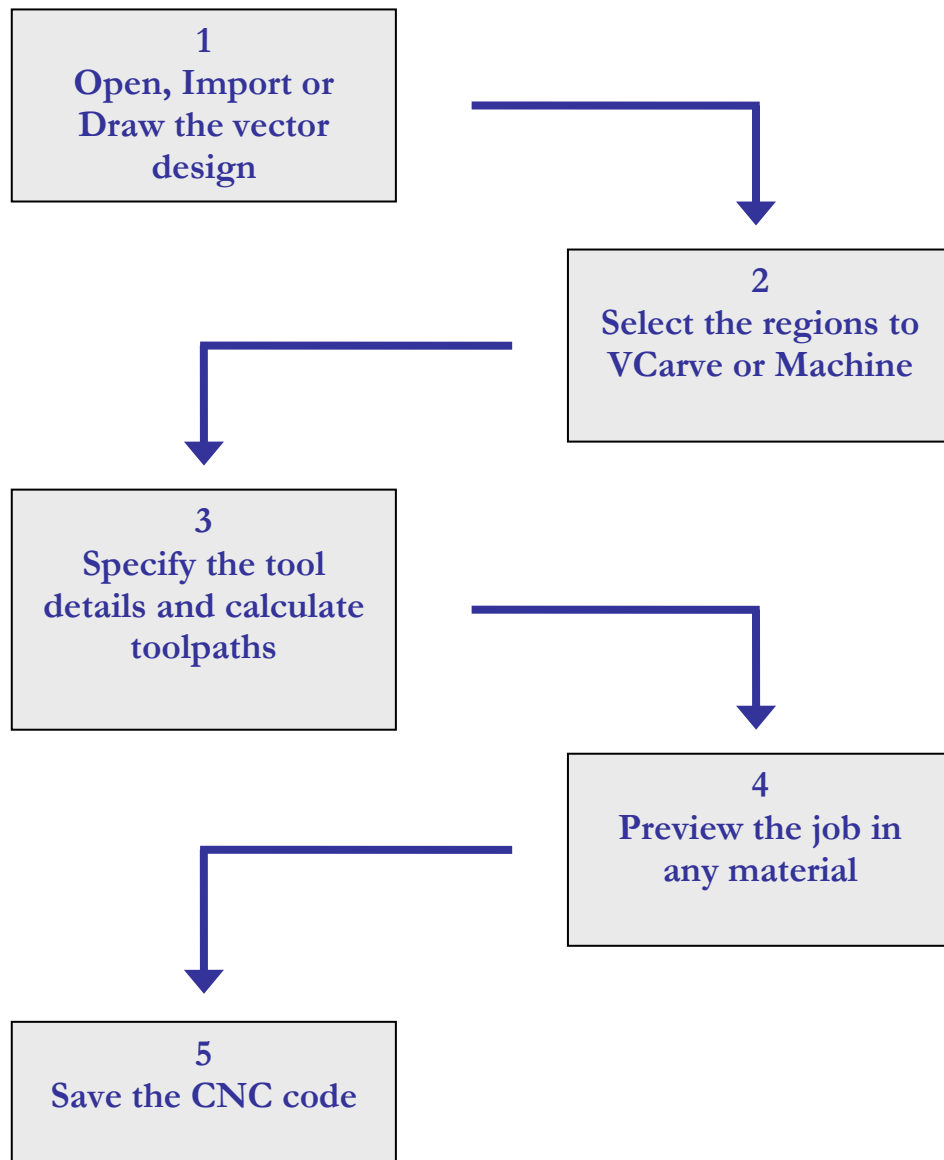 1
Open, Import or
Draw the vector
design
2
Select the regions to
VCarve or Machine
3
Specify the tool
details and calculate
toolpaths
4
Preview the job in
any material
5
Save the CNC code